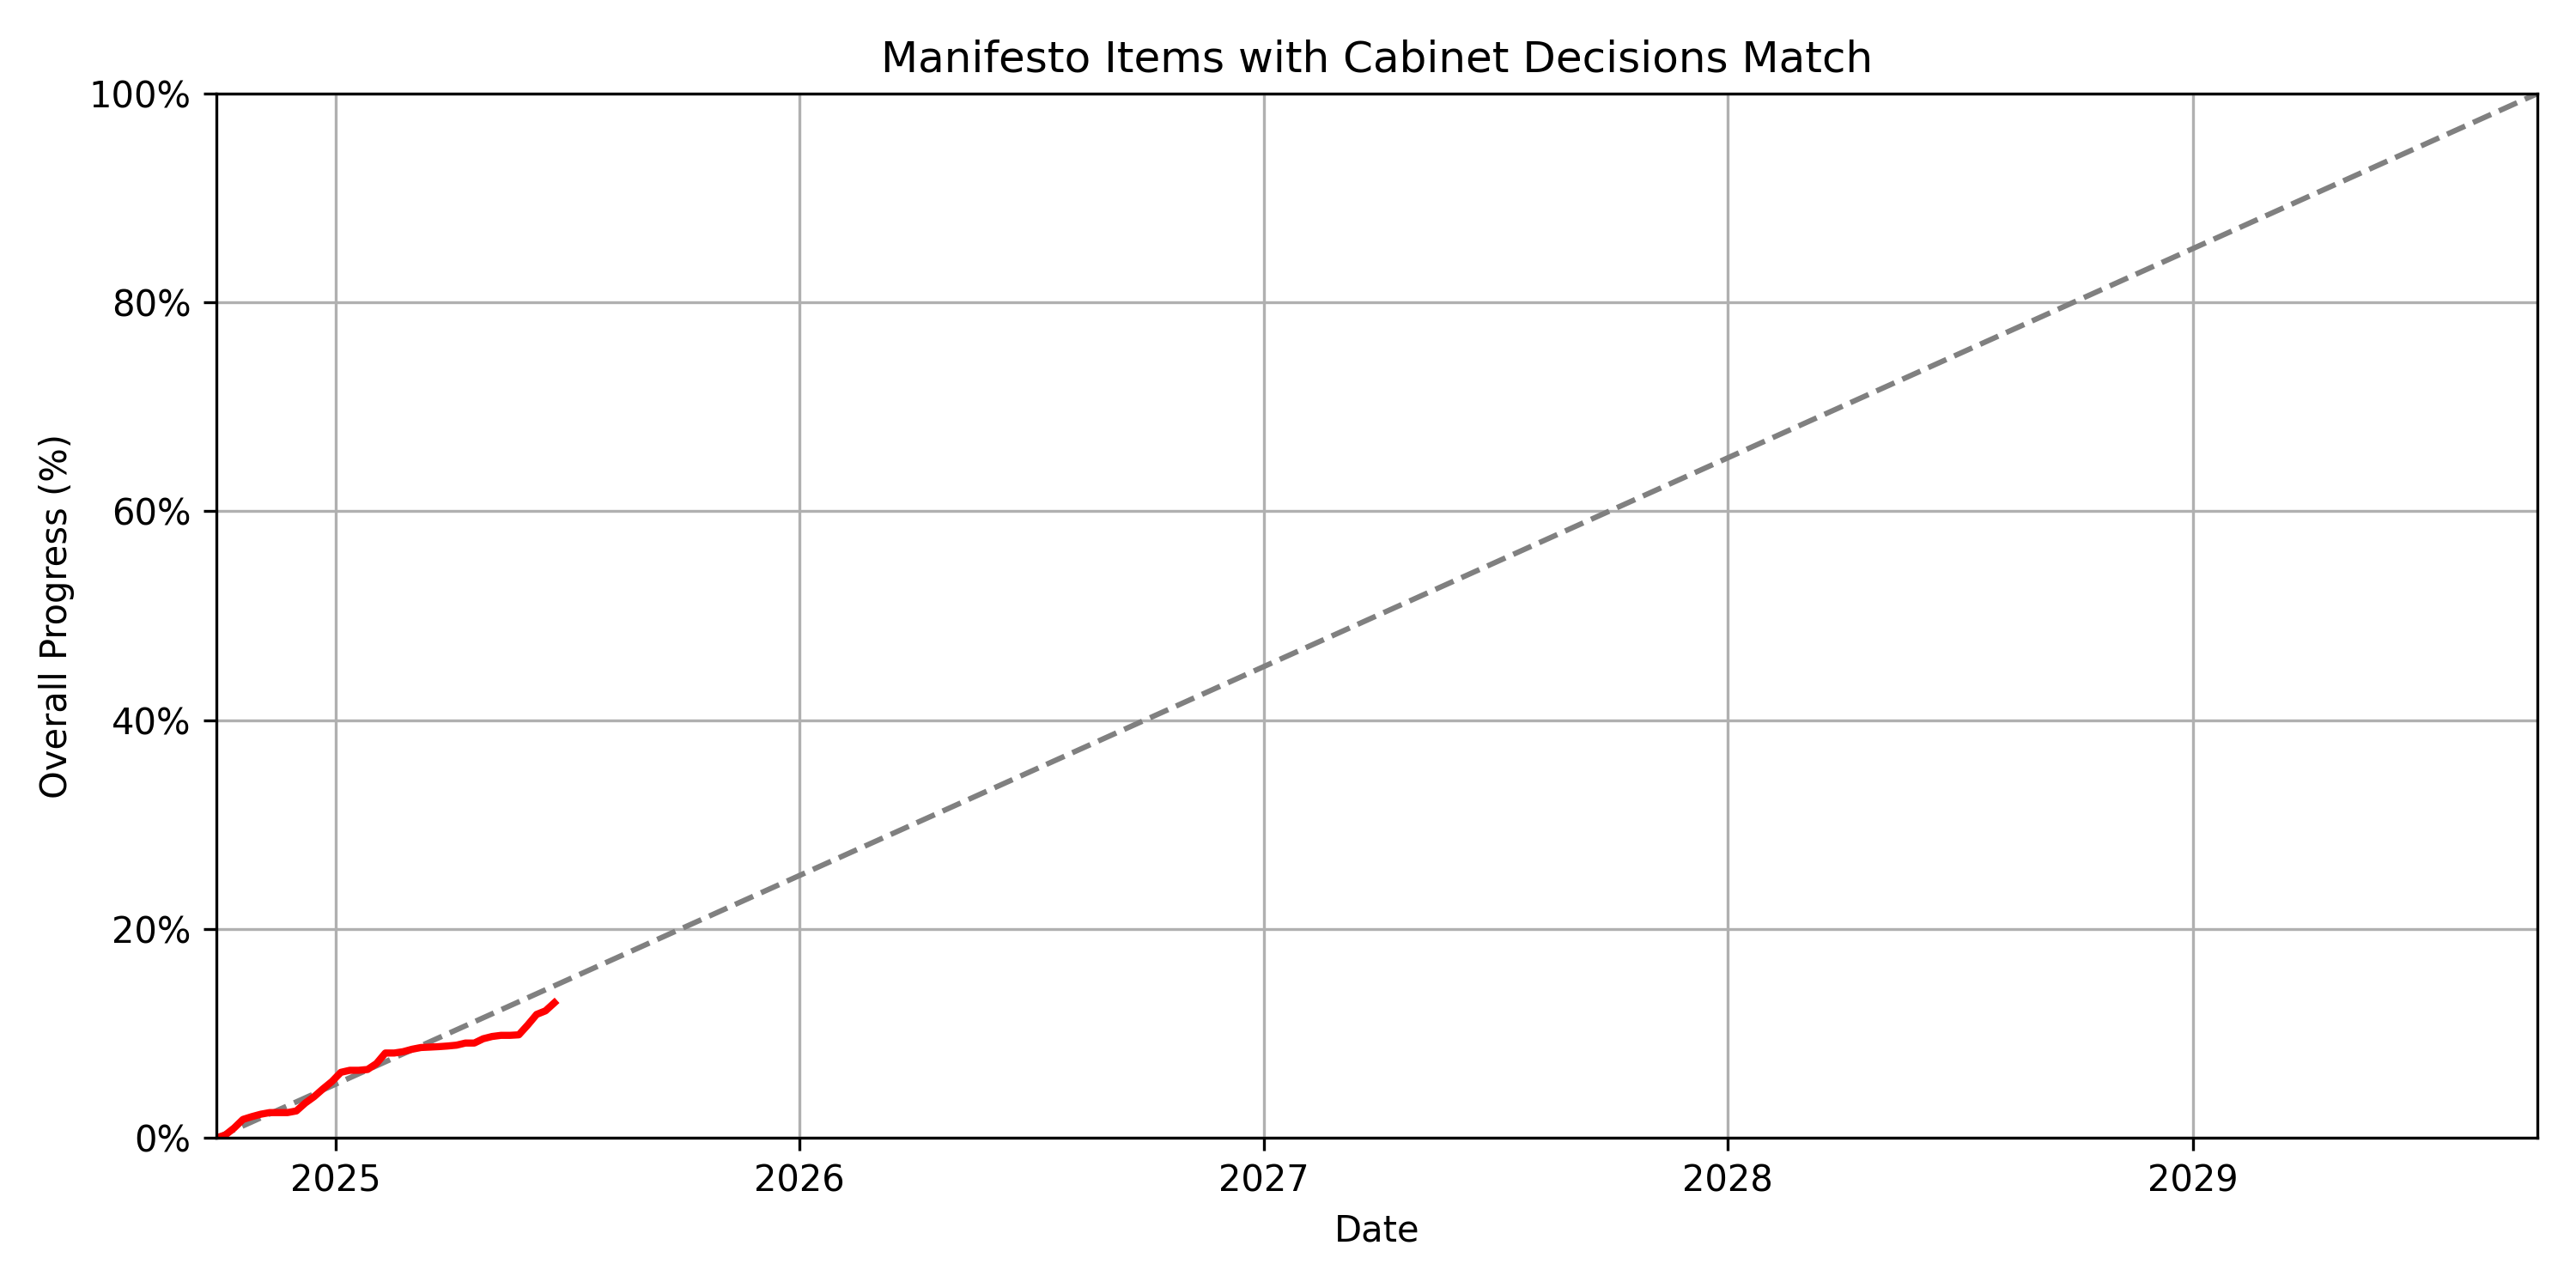 Manifesto Items with Cabinet Decisions Match
100%
80%
60%
40%
20%
0%
Overall Progress (%)
2025 2026 2027 2028 2029
Date